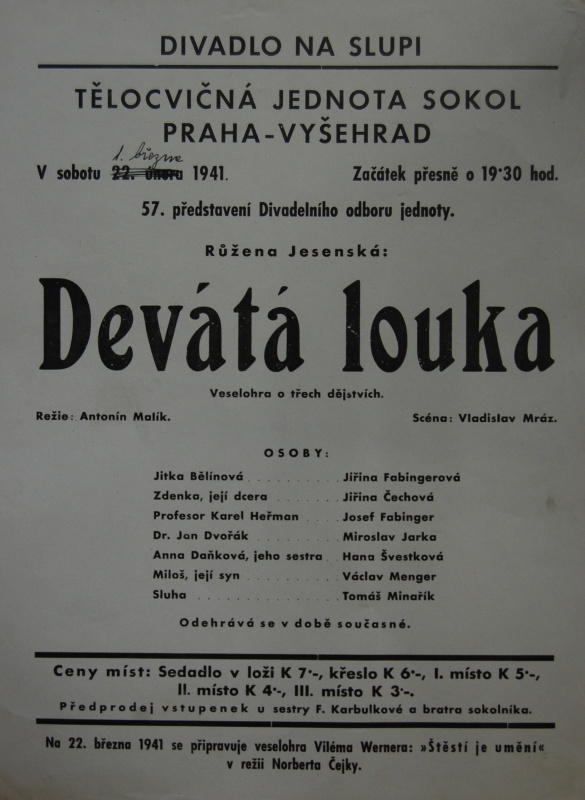 DIVADLO NA SLUPI
TĚLOCVIČNÁ JEDNOTA SOKOL
PRAHA-VYŠEHRAD
1. března
V sobotu 22. února 1941. Začátek přesně o 19·30 hod.
57. představení Divadelního odboru jednoty.
Růžena Jesenská:
Devátá louka
Veselohra o třech dějstvích.
Režie: Antonín Malík. Scéna: Vladislav Mráz.
OSOBY:
Jitka Bělínová . . . . . . . . . . Jiřina Fabingerová
Zdenka, její dcera . . . . . . . Jiřina Čechová
Profesor Karel Heřman . . . . Josef Fabinger
Dr. Jan Dvořák . . . . . . . . . . Miroslav Jarka
Anna Daňková, jeho sestra . Hana Švestková
Miloš, její syn . . . . . . . . . . Václav Menger
Sluha . . . . . . . . . . . . . . . Tomáš Minařík
Odehrává se v době současné.
Ceny míst: Sedadlo v loži K 7·-, křeslo K 6·-, I. místo K 5·-,
II. místo K 4·-, III. místo K 3·-.
Předprodej vstupenek u sestry F. Karbulkové a bratra sokolníka.
Na 22. března 1941 se připravuje veselohra Viléma Wernera: »Štěstí je umění«
v režii Norberta Čejky.